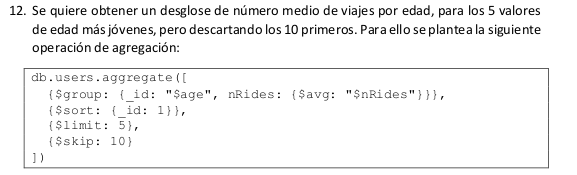 12. Se quiere obtener un desglose de número medio de viajes por edad, para los 5 valores
de edad más jóvenes, pero descartando los 10 primeros. Para ello se plantea la siguiente
operación de agregación:
db.users.aggregate([
{$group: {_id: "$age", nRides: {$avg: "$nRides"}}},
{$sort: {_id: 1}},
{$limit: 5},
{$skip: 10}
])